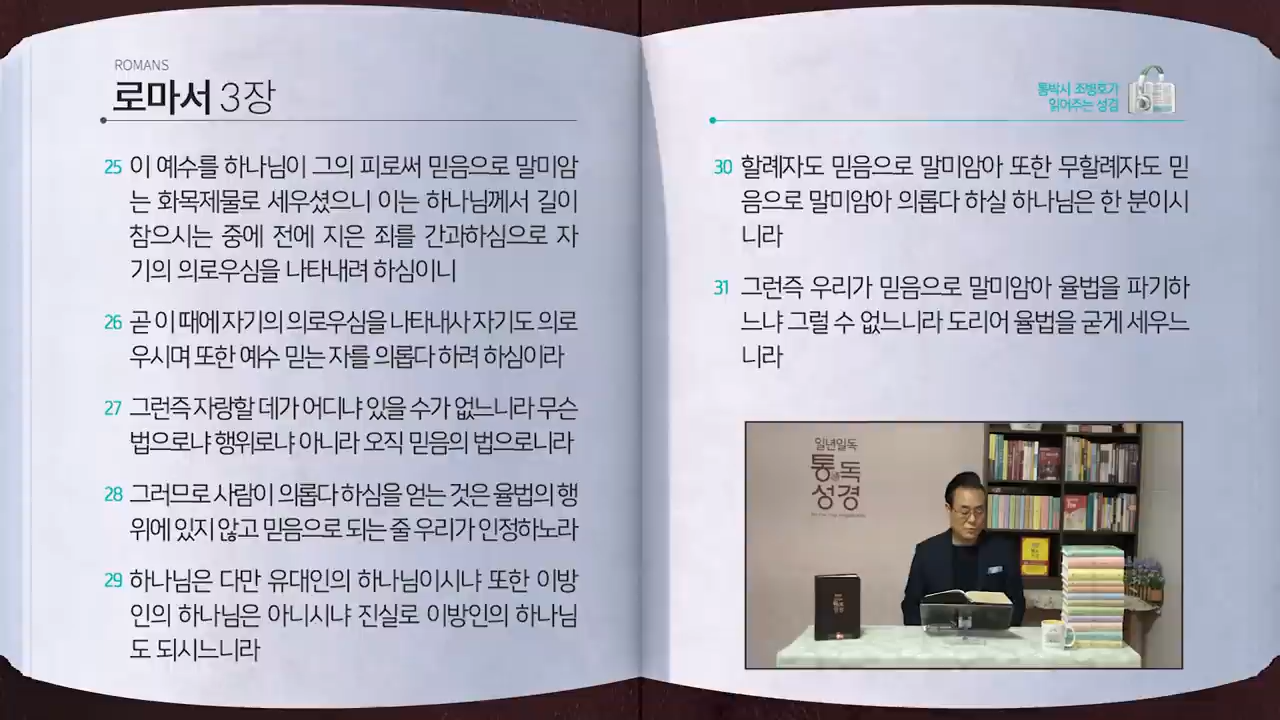 ROMANS
로마서 3장
25 이 예수를 하나님이 그의 피로써 믿음으로 말미암
는 화목제물로 세우셨으니 이는 하나님께서 길이
참으시는 중에 전에 지은 죄를 간과하심으로 자
기의 의로우심을 나타내려 하심이니
26 곧 이 때에 자기의 의로우심을 나타내사 자기도 의로
우시며 또한 예수 믿는 자를 의롭다 하려 하심이라
27 그런즉 자랑할 데가 어디냐 있을 수가 없느니라 무슨
법으로냐 행위로냐 아니라 오직 믿음의 법으로니라
28 그러므로 사람이 의롭다 하심을 얻는 것은 율법의 행
위에 있지 않고 믿음으로 되는 줄 우리가 인정하노라
29 하나님은 다만 유대인의 하나님이시냐 또한 이방
인의 하나님은 아니시냐 진실로 이방인의 하나님
도 되시느니라
통박사 조병호가
읽어주는 성경
30 할례자도 믿음으로 말미암아 또한 무할례자도 믿
음으로 말미암아 의롭다 하실 하나님은 한 분이시
니라
31 그런즉 우리가 믿음으로 말미암아 율법을 파기하
느냐 그럴 수 없느니라 도리어 율법을 굳게 세우느
니라
일년일독
통독
성경